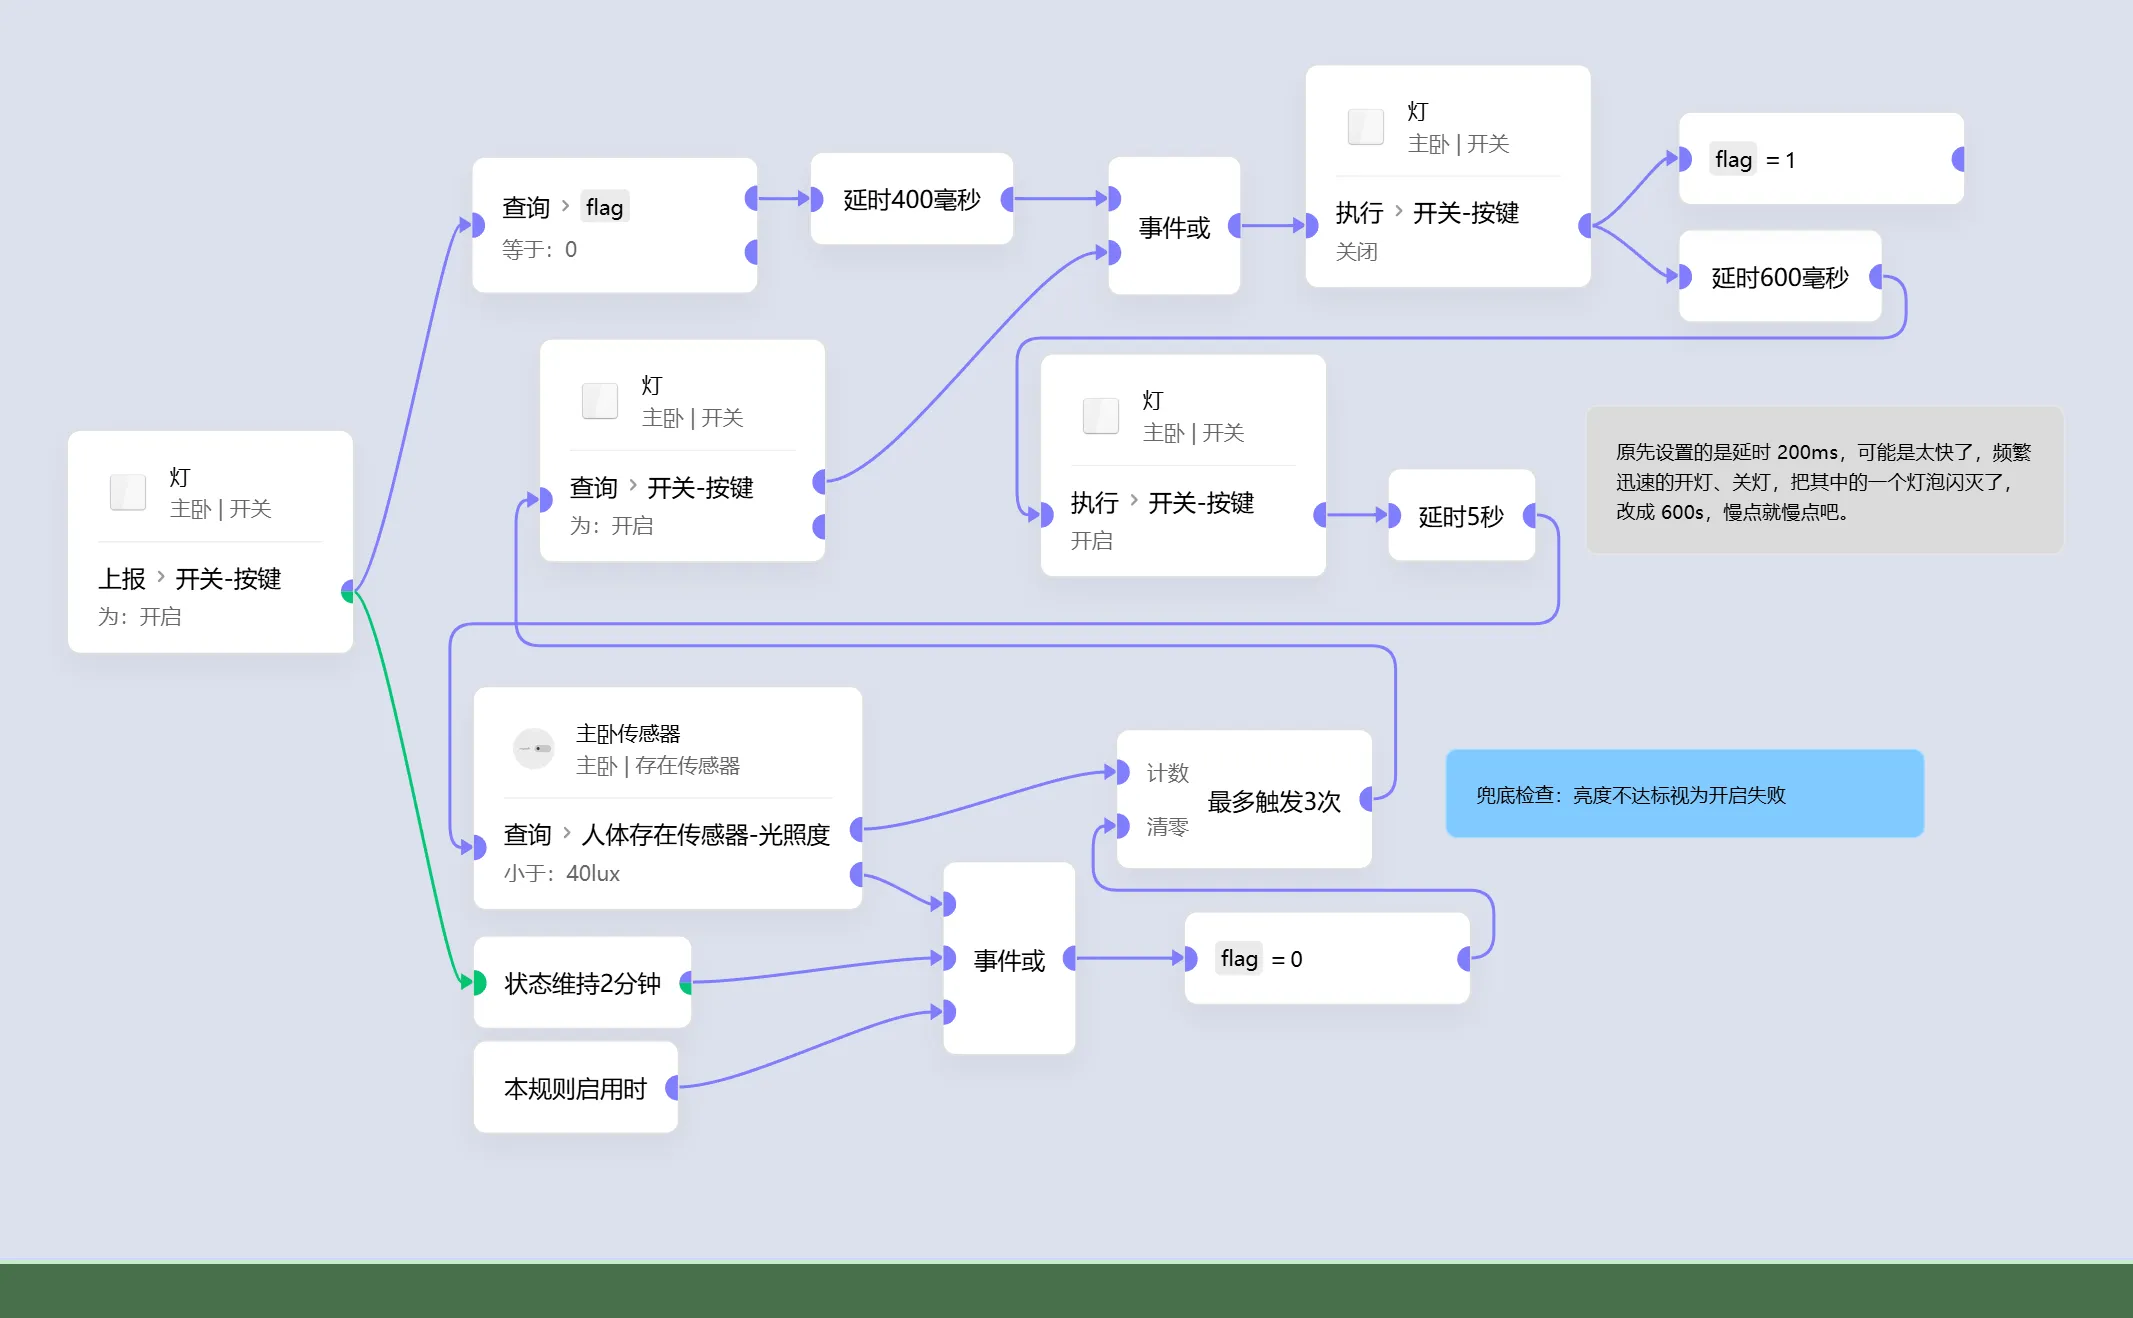 灯
主卧 | 开关
上报 › 开关-按键
为：开启
查询 › flag
等于：0
延时400毫秒
事件或
灯
主卧 | 开关
执行 › 开关-按键
关闭
flag = 1
延时600毫秒
灯
主卧 | 开关
查询 › 开关-按键
为：开启
灯
主卧 | 开关
执行 › 开关-按键
开启
延时5秒
原先设置的是延时 200ms，可能是太快了，频繁
迅速的开灯、关灯，把其中的一个灯泡闪灭了，
改成 600s，慢点就慢点吧。
主卧传感器
主卧 | 存在传感器
查询 › 人体存在传感器-光照度
小于：40lux
计数
最多触发3次
清零
兜底检查：亮度不达标视为开启失败
状态维持2分钟
事件或
flag = 0
本规则启用时